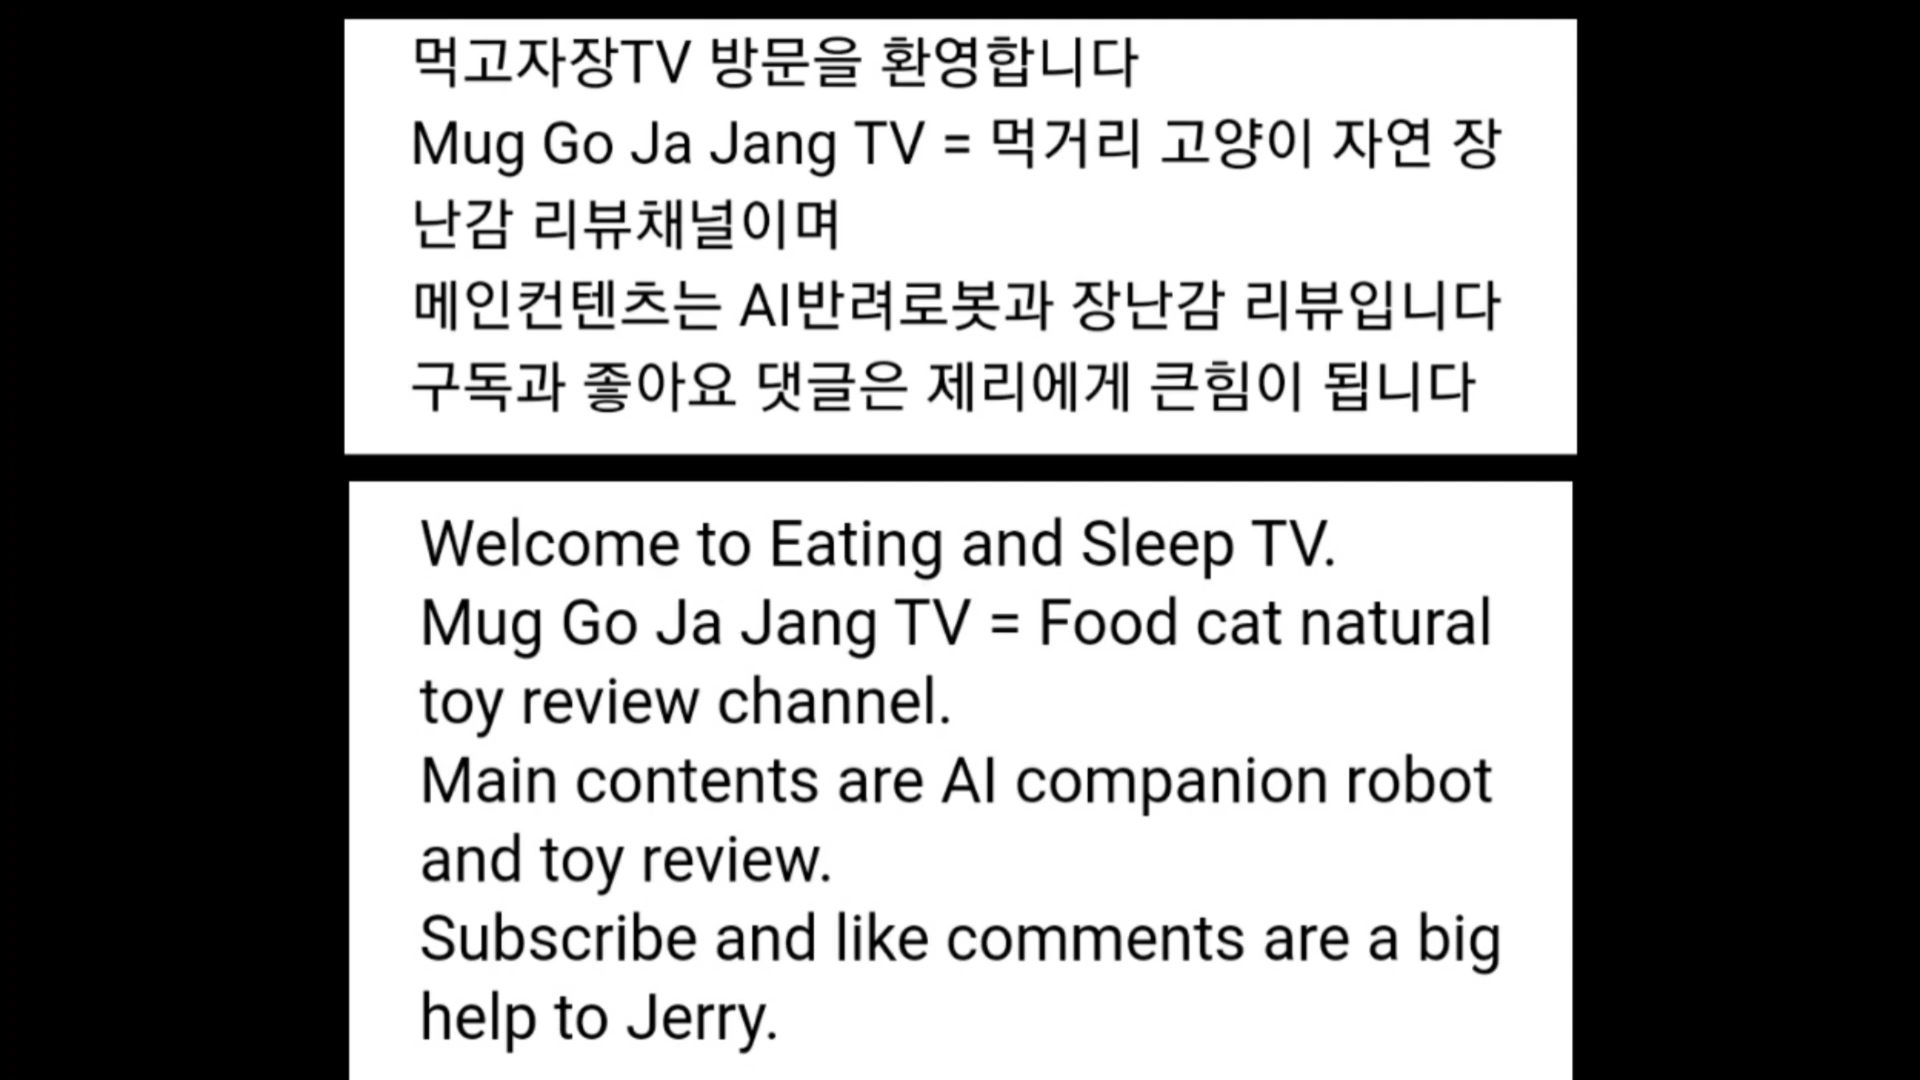 먹고자장TV 방문을 환영합니다
Mug Go Ja Jang TV = 먹거리 고양이 자연 장
난감 리뷰채널이며
메인컨텐츠는 AI반려로봇과 장난감 리뷰입니다
구독과 좋아요 댓글은 제리에게 큰힘이 됩니다
Welcome to Eating and Sleep TV.
Mug Go Ja Jang TV = Food cat natural
toy review channel.
Main contents are AI companion robot
and toy review.
Subscribe and like comments are a big
help to Jerry.